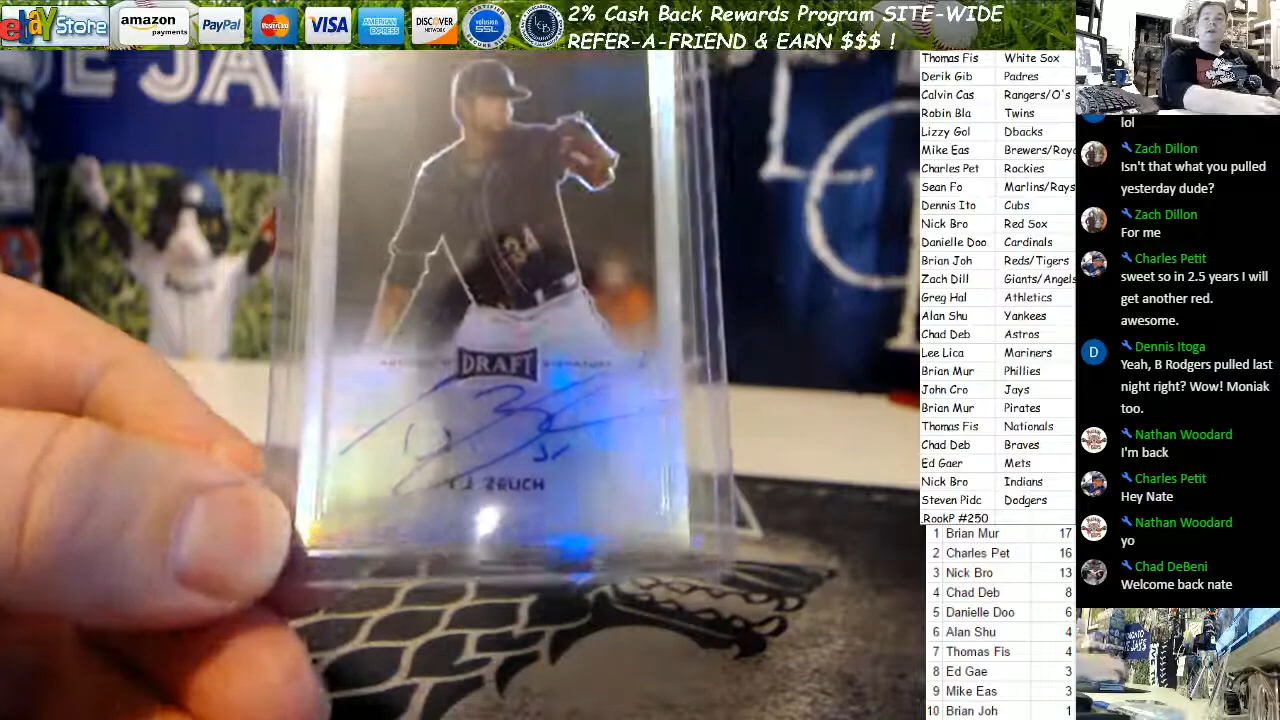 ebay Store
amazon
payments
PayPal
MasterCard
VISA
AMERICAN
EXPRESS
DISCOVER
NETWORK
volusion
SSL
2% Cash Back Rewards Program SITE-WIDE
REFER-A-FRIEND & EARN $$$ !
E JA
34
DRAFT
ZEUCH
Thomas Fis White Sox
Derik Gib Padres
Calvin Cas Rangers/O's
Robin Bla Twins
Lizzy Gol Dbacks
Mike Eas Brewers/Roya
Charles Pet Rockies
Sean Fo Marlins/Rays
Dennis Ito Cubs
Nick Bro Red Sox
Danielle Doo Cardinals
Brian Joh Reds/Tigers
Zach Dill Giants/Angels
Greg Hal Athletics
Alan Shu Yankees
Chad Deb Astros
Lee Lica Mariners
Brian Mur Phillies
John Cro Jays
Brian Mur Pirates
Thomas Fis Nationals
Chad Deb Braves
Ed Gaer Mets
Nick Bro Indians
Steven Pidc Dodgers
RookP #250
1 Brian Mur 17
2 Charles Pet 16
3 Nick Bro 13
4 Chad Deb 8
5 Danielle Doo 6
6 Alan Shu 4
7 Thomas Fis 4
8 Ed Gae 3
9 Mike Eas 3
10 Brian Joh 1
lol
Zach Dillon
Isn't that what you pulled
yesterday dude?
Zach Dillon
For me
Charles Petit
sweet so in 2.5 years I will
get another red.
awesome.
D
Dennis Itoga
Yeah, B Rodgers pulled last
night right? Wow! Moniak
too.
Nathan Woodard
I'm back
Charles Petit
Hey Nate
Nathan Woodard
yo
Chad DeBeni
Welcome back nate